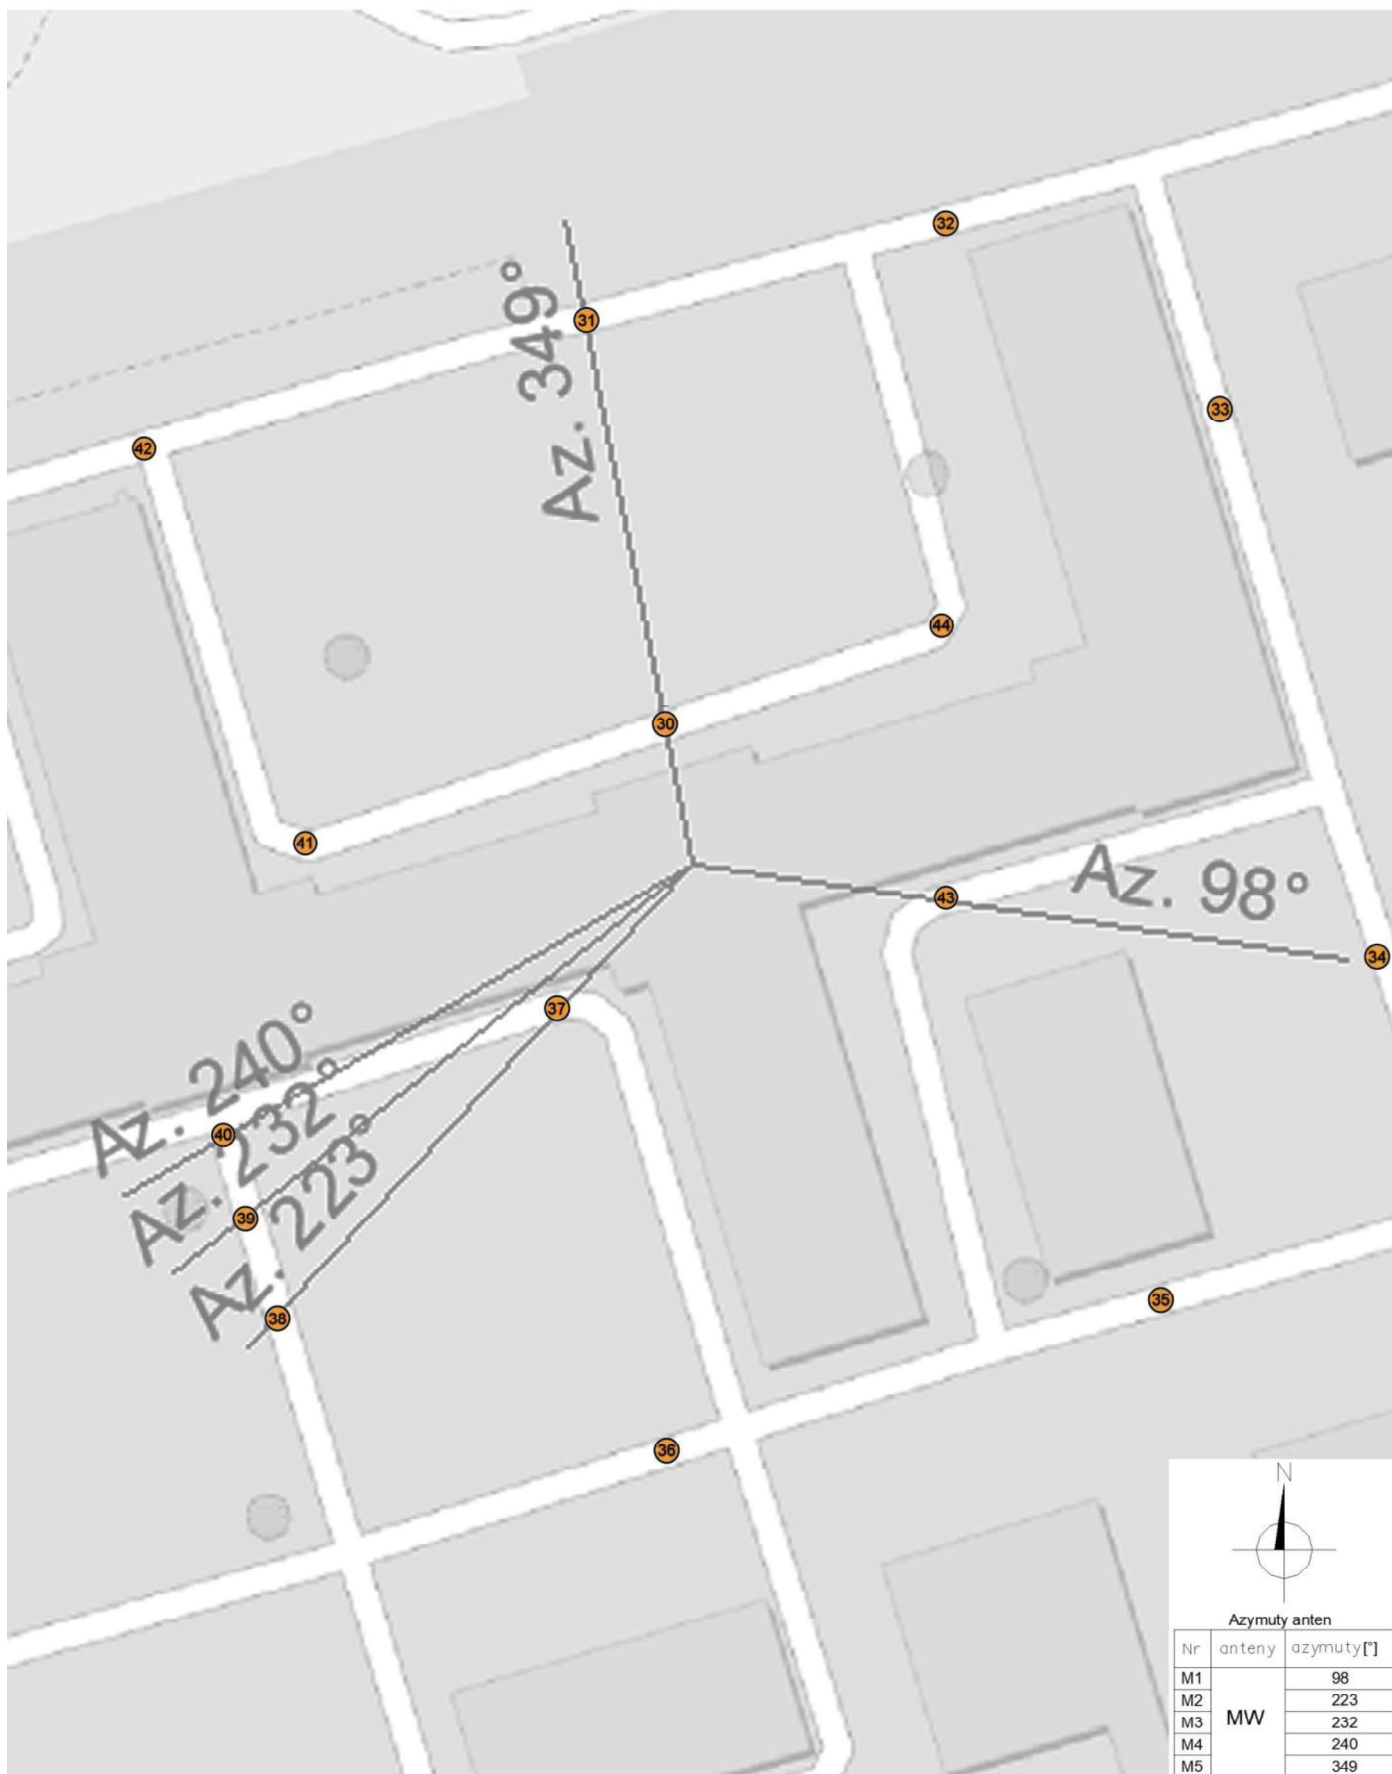 32
31
Az. 349°
33
42
44
30
41
43
Az. 98°
34
37
Az. 240°
40
Az. 232°
39
Az. 223°
38
35
36
N
Azymuty anten
Nr anteny azymuty[°]
M1 98
M2 223
M3 MW 232
M4 240
M5 349